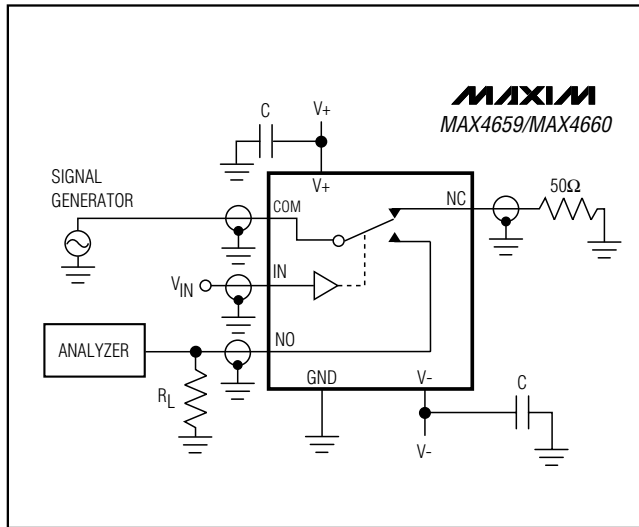 MAXIM
MAX4659/MAX4660
C
V+
V+
SIGNAL
GENERATOR
COM
NC
50Ω
VIN
IN
ANALYZER
NO
RL
GND
V-
C
V-